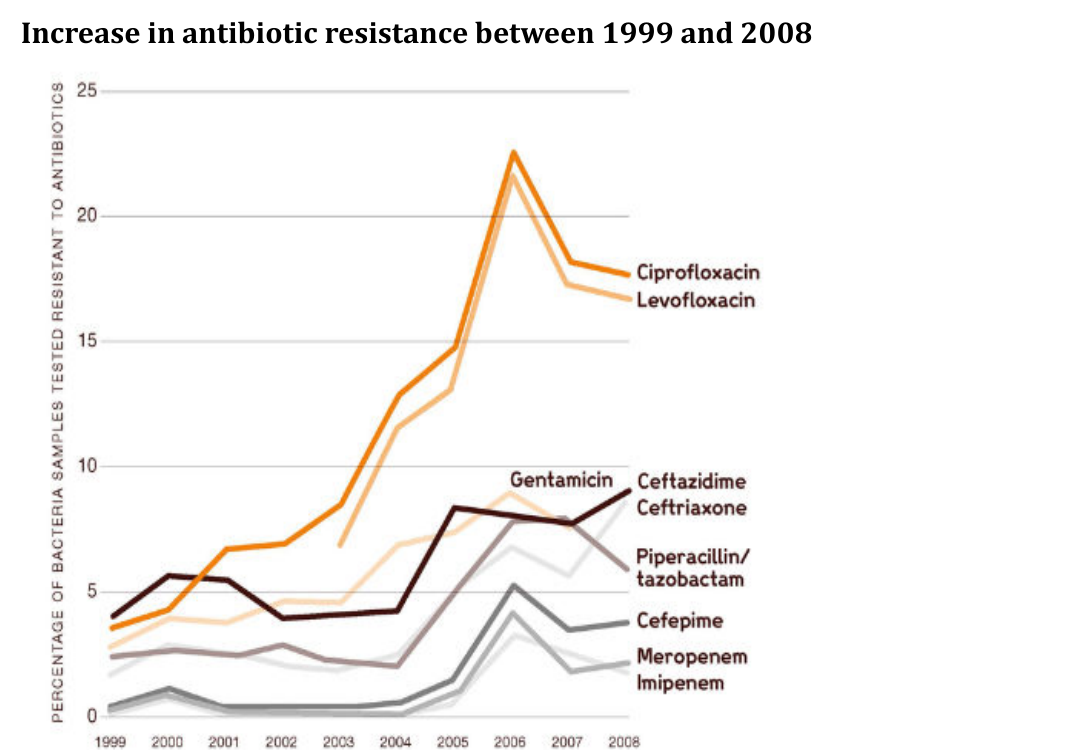 Increase in antibiotic resistance between 1999 and 2008
PERCENTAGE OF BACTERIA SAMPLES TESTED RESISTANT TO ANTIBIOTICS
25
20
15
10
5
0
Ciprofloxacin
Levofloxacin
Gentamicin
Ceftazidime
Ceftriaxone
Piperacillin/
tazobactam
Cefepime
Meropenem
Imipenem
1999 2000 2001 2002 2003 2004 2005 2006 2007 2008